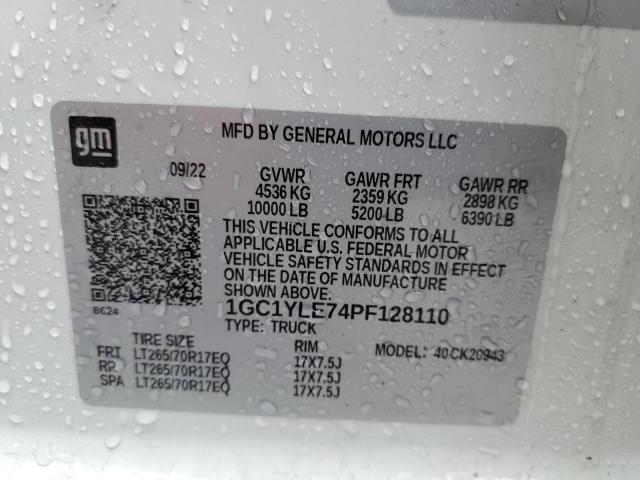 gm
MFD BY GENERAL MOTORS LLC
09/22 GVWR GAWR FRT GAWR RR
4536 KG 2359 KG 2898 KG
10000 LB 5200 LB 6390 LB
THIS VEHICLE CONFORMS TO ALL
APPLICABLE U.S. FEDERAL MOTOR
VEHICLE SAFETY STANDARDS IN EFFECT
ON THE DATE OF MANUFACTURE
SHOWN ABOVE.
8624 1GC1YLE74PF128110
TYPE: TRUCK
TIRE SIZE RIM MODEL: 40CK20943
FRT LT265/70R17EQ 17X7.5J
RR LT265/70R17EQ 17X7.5J
SPA LT265/70R17EQ 17X7.5J